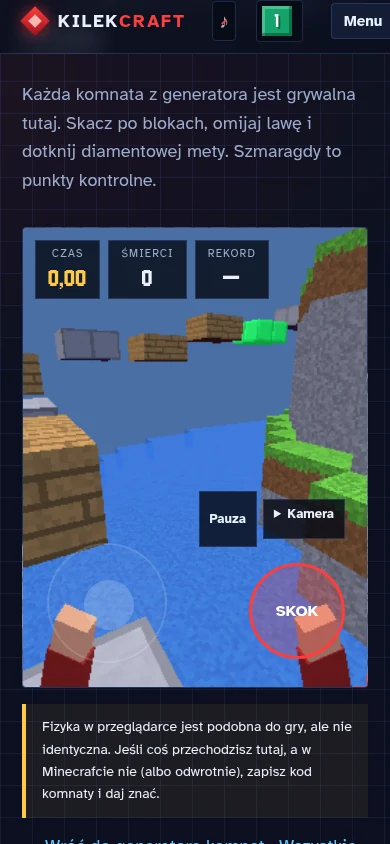 KILEKCRAFT
♪
1
Menu
Każda komnata z generatora jest grywalna
tutaj. Skacz po blokach, omijaj lawę i
dotknij diamentowej mety. Szmaragdy to
punkty kontrolne.
CZAS
0,00
ŚMIERCI
0
REKORD
—
Pauza
▶ Kamera
SKOK
Fizyka w przeglądarce jest podobna do gry, ale nie
identyczna. Jeśli coś przechodzisz tutaj, a w
Minecrafcie nie (albo odwrotnie), zapisz kod
komnaty i daj znać.